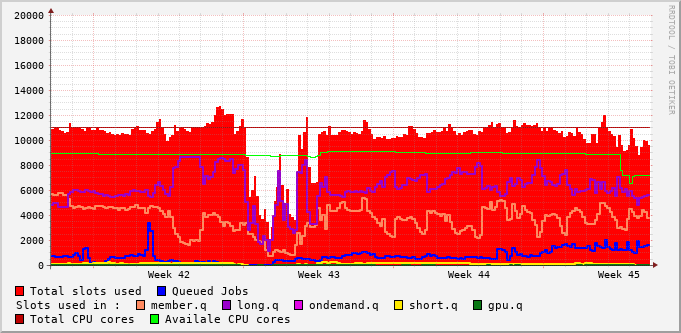 20000
18000
16000
14000
12000
10000
8000
6000
4000
2000
0
Week 42 Week 43 Week 44 Week 45
RRDTOOL / TOBI OETIKER
Total slots used Queued Jobs
Slots used in : member.q long.q ondemand.q short.q gpu.q
Total CPU cores Availale CPU cores